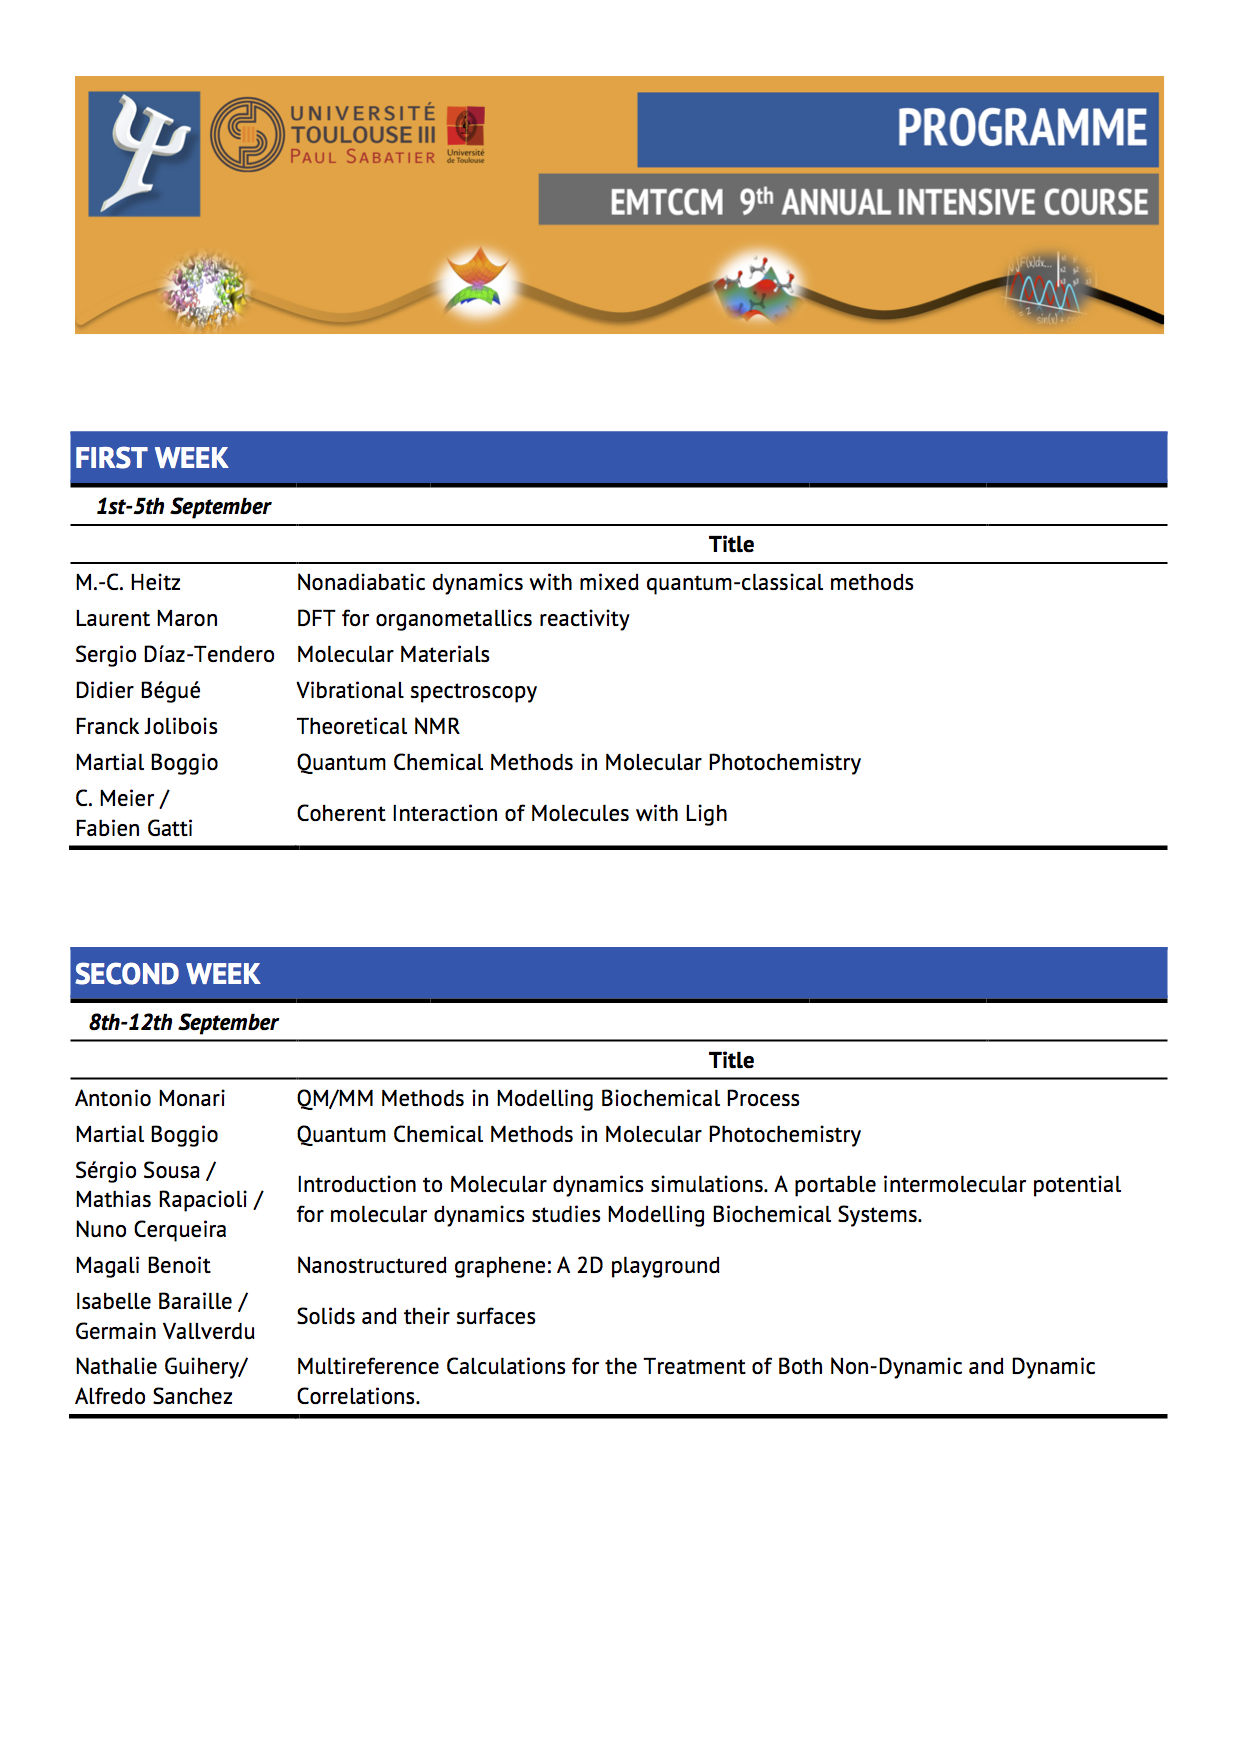 UNIVERSITÉ
TOULOUSE III
PAUL SABATIER
Université
de Toulouse
PROGRAMME
EMTCCM 9th ANNUAL INTENSIVE COURSE
FIRST WEEK
1st-5th September
Title
M.-C. Heitz Nonadiabatic dynamics with mixed quantum-classical methods
Laurent Maron DFT for organometallics reactivity
Sergio Díaz-Tendero Molecular Materials
Didier Bégué Vibrational spectroscopy
Franck Jolibois Theoretical NMR
Martial Boggio Quantum Chemical Methods in Molecular Photochemistry
C. Meier /
Fabien Gatti
Coherent Interaction of Molecules with Ligh
SECOND WEEK
8th-12th September
Title
Antonio Monari QM/MM Methods in Modelling Biochemical Process
Martial Boggio Quantum Chemical Methods in Molecular Photochemistry
Sérgio Sousa /
Mathias Rapacioli /
Nuno Cerqueira
Introduction to Molecular dynamics simulations. A portable intermolecular potential
for molecular dynamics studies Modelling Biochemical Systems.
Magali Benoit Nanostructured graphene: A 2D playground
Isabelle Baraille /
Germain Vallverdu
Solids and their surfaces
Nathalie Guihery/
Alfredo Sanchez
Multireference Calculations for the Treatment of Both Non-Dynamic and Dynamic
Correlations.